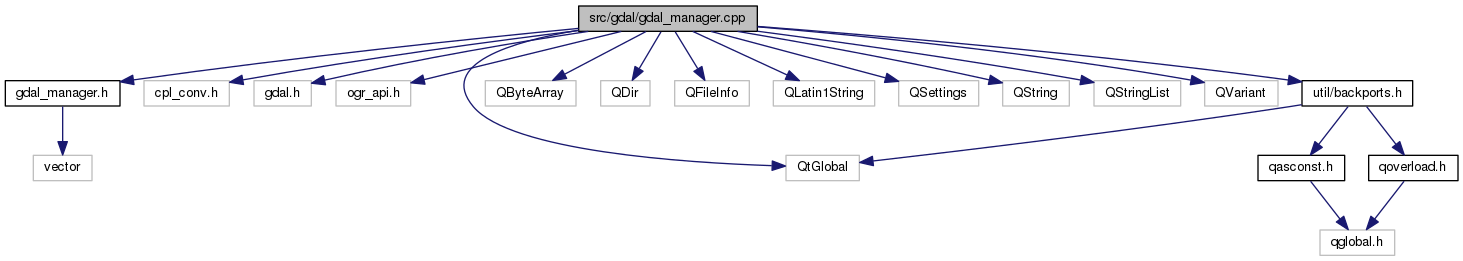 src/gdal/gdal_manager.cpp
gdal_manager.h
cpl_conv.h
gdal.h
ogr_api.h
QByteArray
QDir
QFileInfo
QLatin1String
QSettings
QString
QStringList
QVariant
util/backports.h
vector
QtGlobal
qasconst.h
qoverload.h
qglobal.h